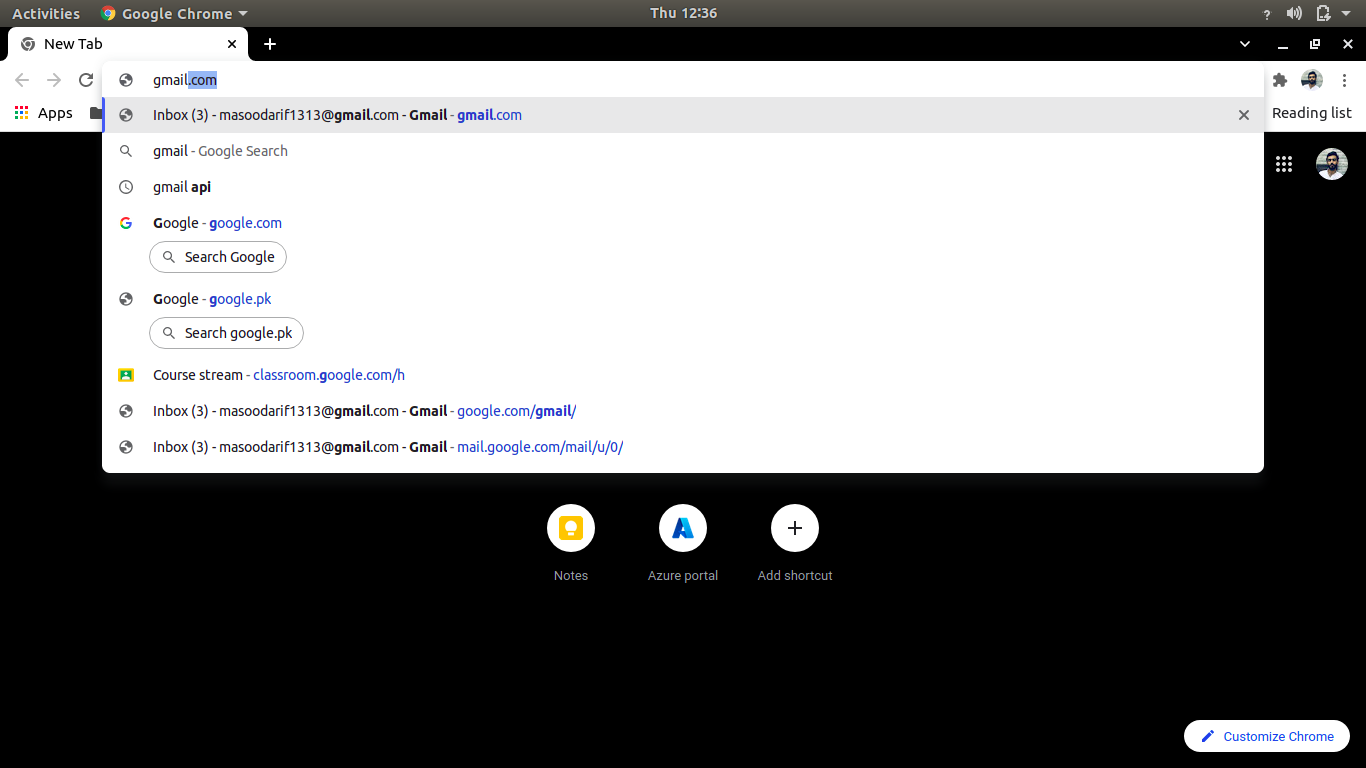 Activities Google Chrome Thu 12:36 ?
New Tab
gmail.com
Apps Reading list
Inbox (3) - masoodarif1313@gmail.com - Gmail - gmail.com
gmail - Google Search
gmail api
Google - google.com
Search Google
Google - google.pk
Search google.pk
Course stream - classroom.google.com/h
Inbox (3) - masoodarif1313@gmail.com - Gmail - google.com/gmail/
Inbox (3) - masoodarif1313@gmail.com - Gmail - mail.google.com/mail/u/0/
Notes Azure portal Add shortcut
Customize Chrome